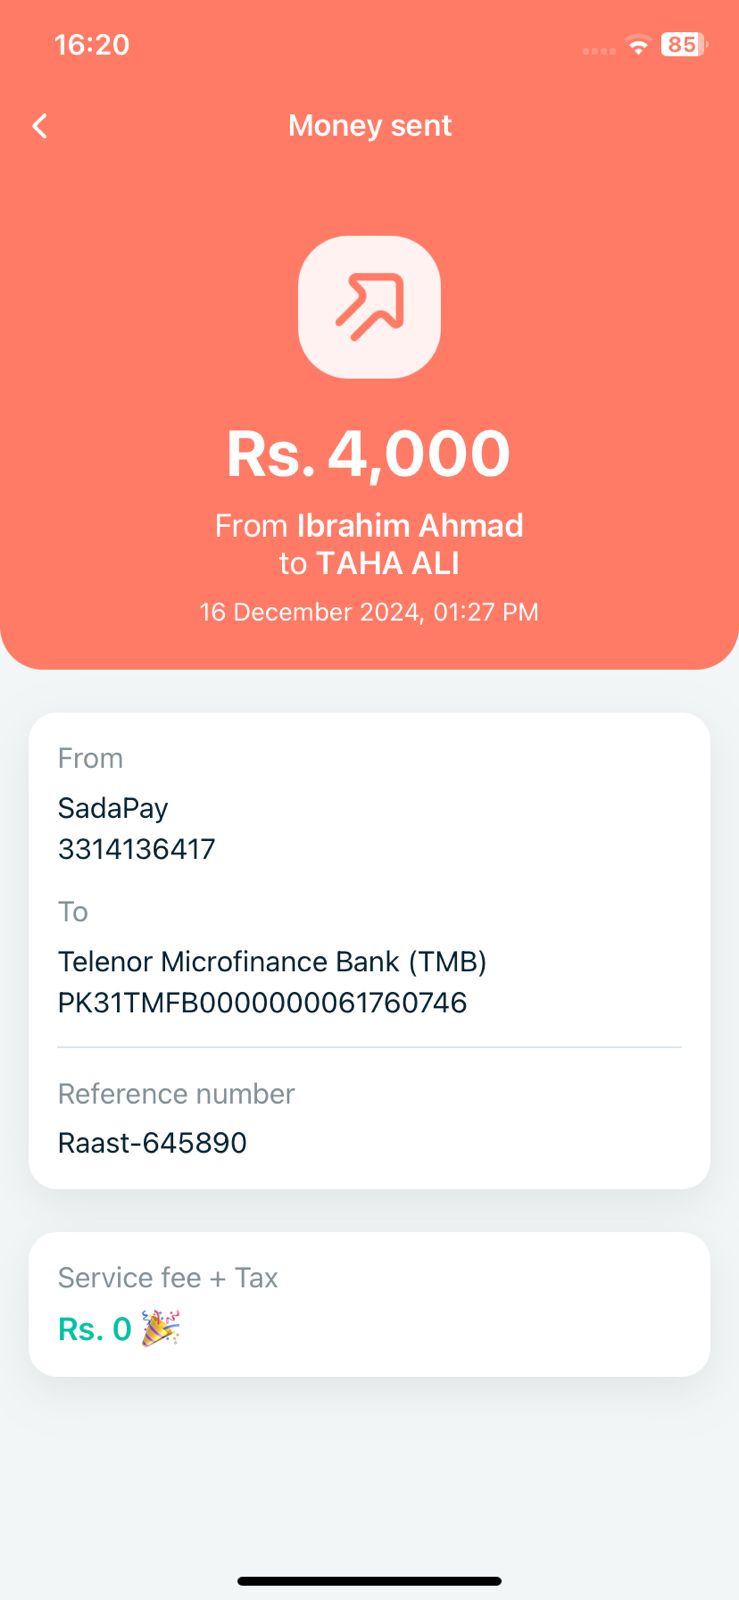 16:20
85
Money sent
Rs. 4,000
From Ibrahim Ahmad
to TAHA ALI
16 December 2024, 01:27 PM
From
SadaPay
3314136417
To
Telenor Microfinance Bank (TMB)
PK31TMFB0000000061760746
Reference number
Raast-645890
Service fee + Tax
Rs. 0 🎉